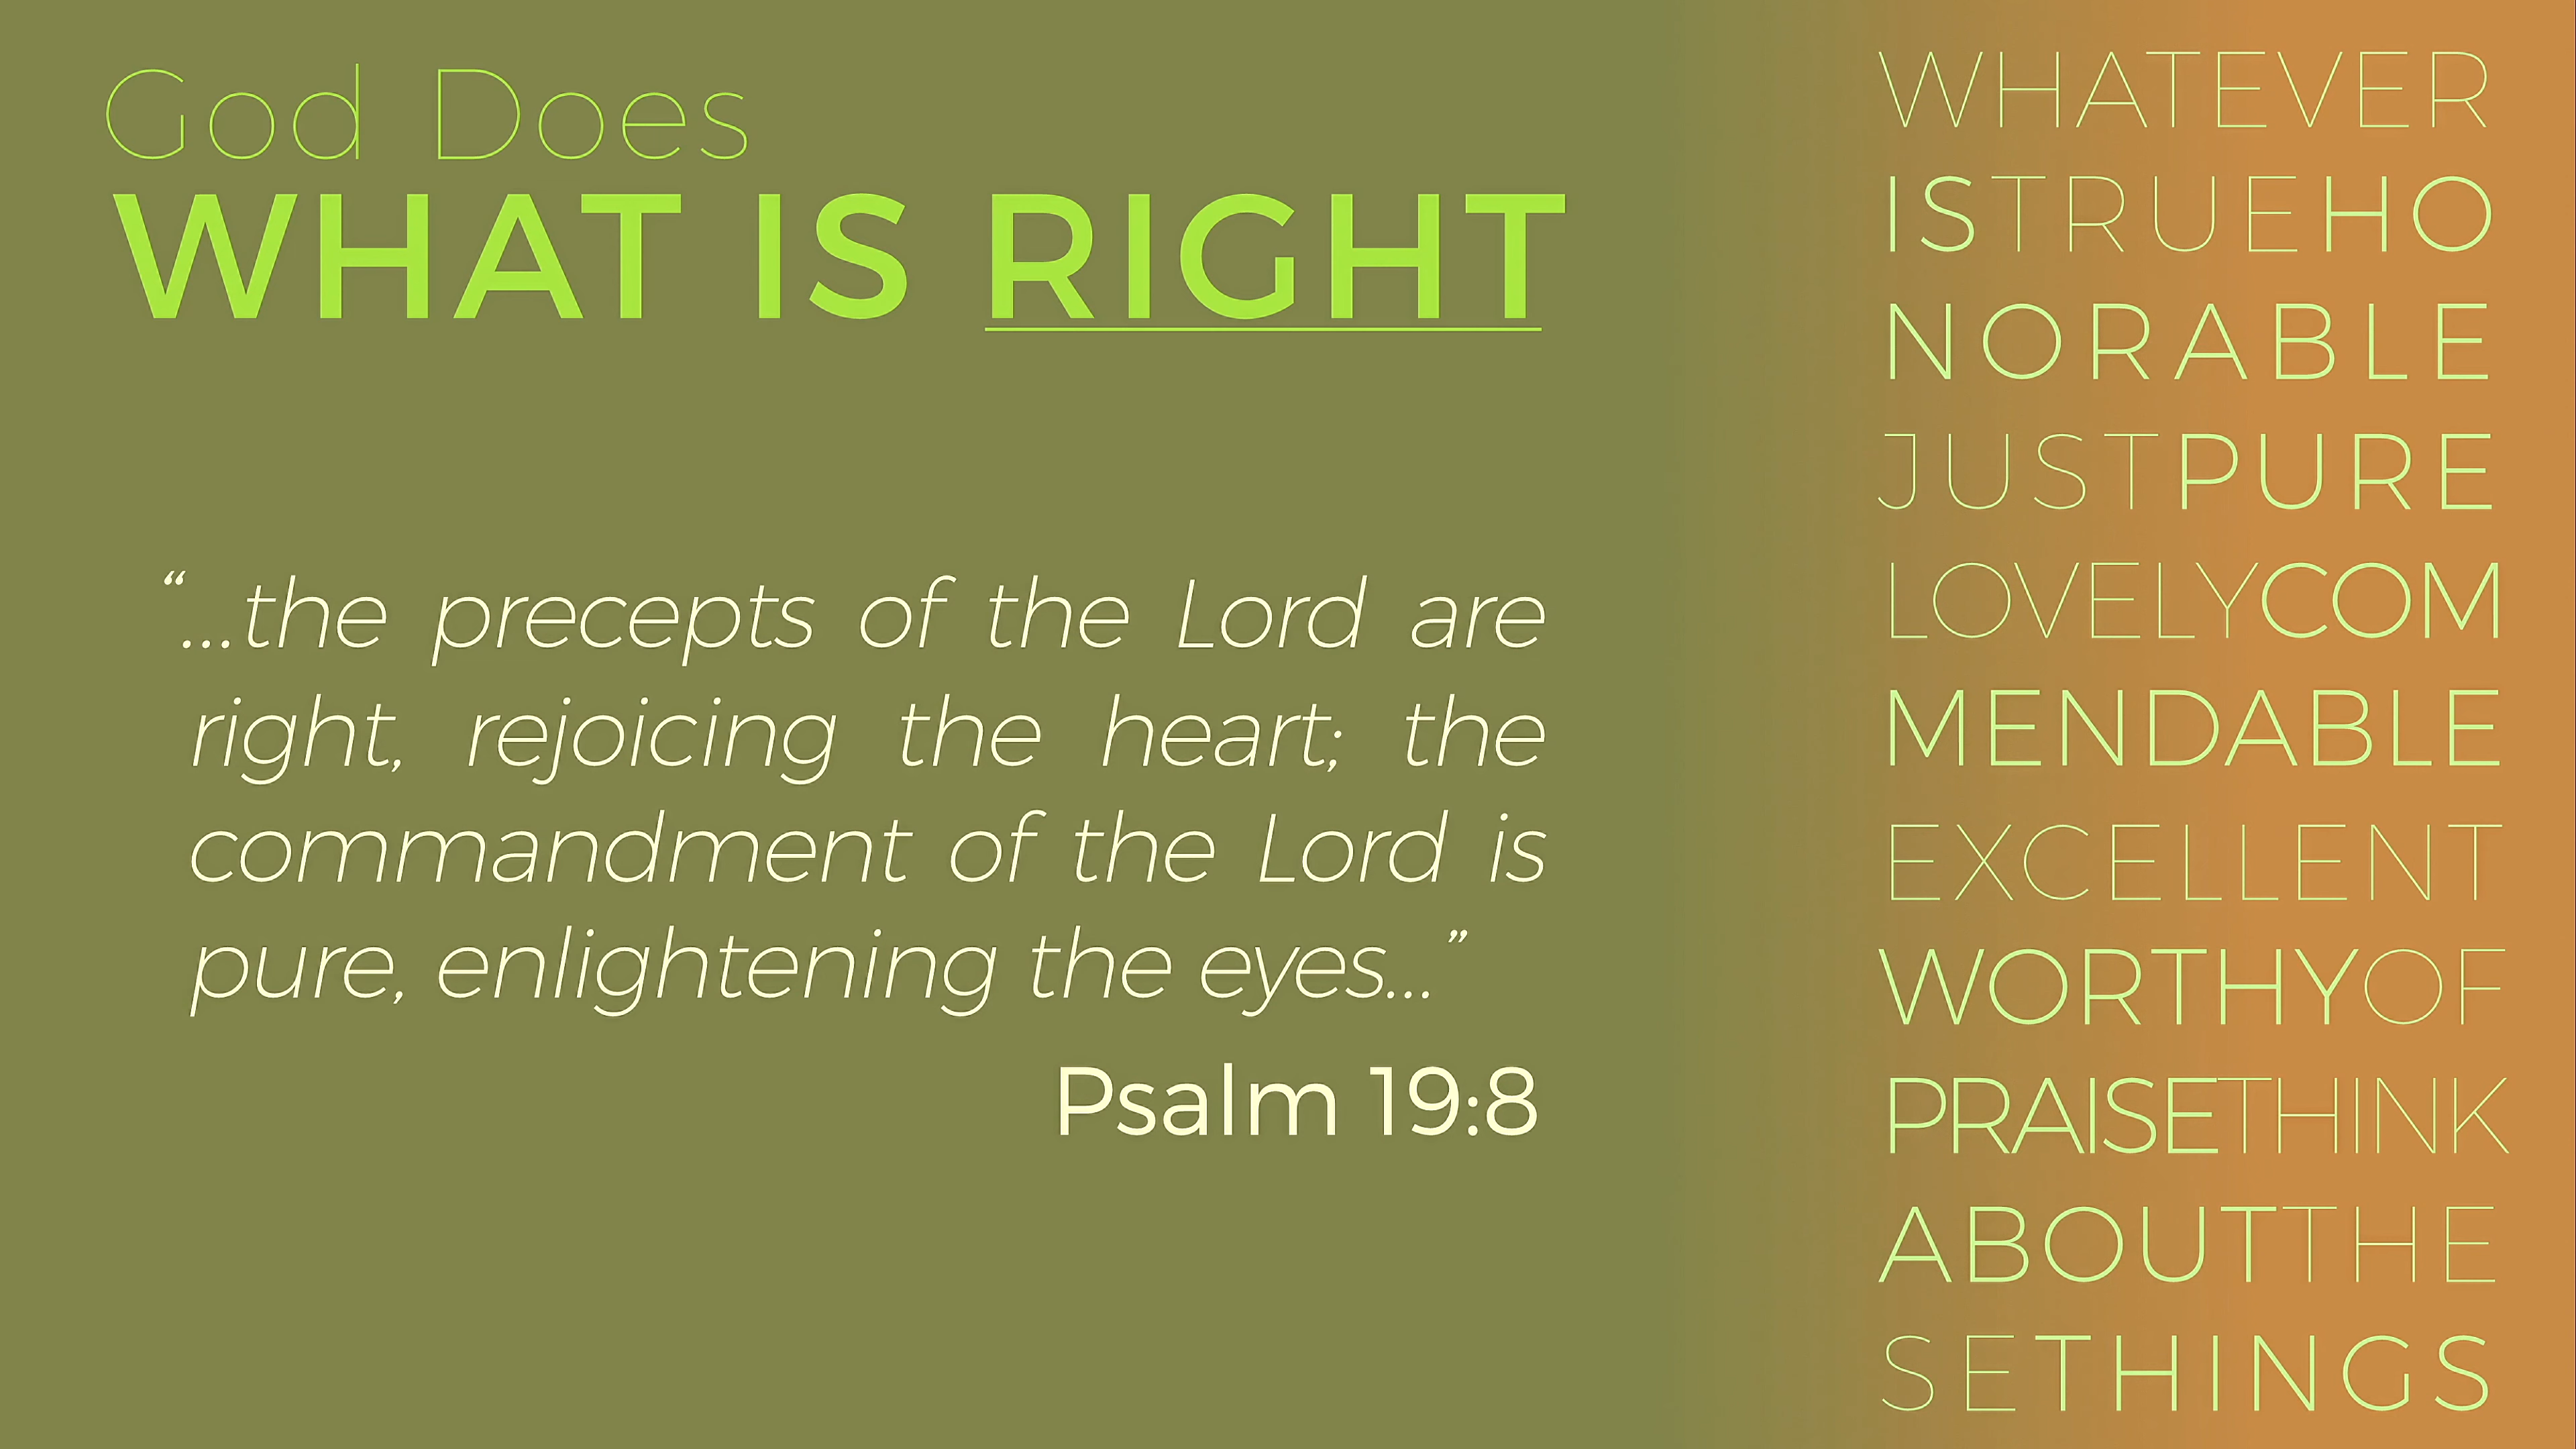 God Does
WHAT IS RIGHT
“...the precepts of the Lord are
right, rejoicing the heart; the
commandment of the Lord is
pure, enlightening the eyes...”
Psalm 19:8
WHATEVER
ISTRUEHO
NORABLE
JUSTPURE
LOVELYCOM
MENDABLE
EXCELLENT
WORTHYOF
PRAISETHINK
ABOUTTHE
SETHINGS